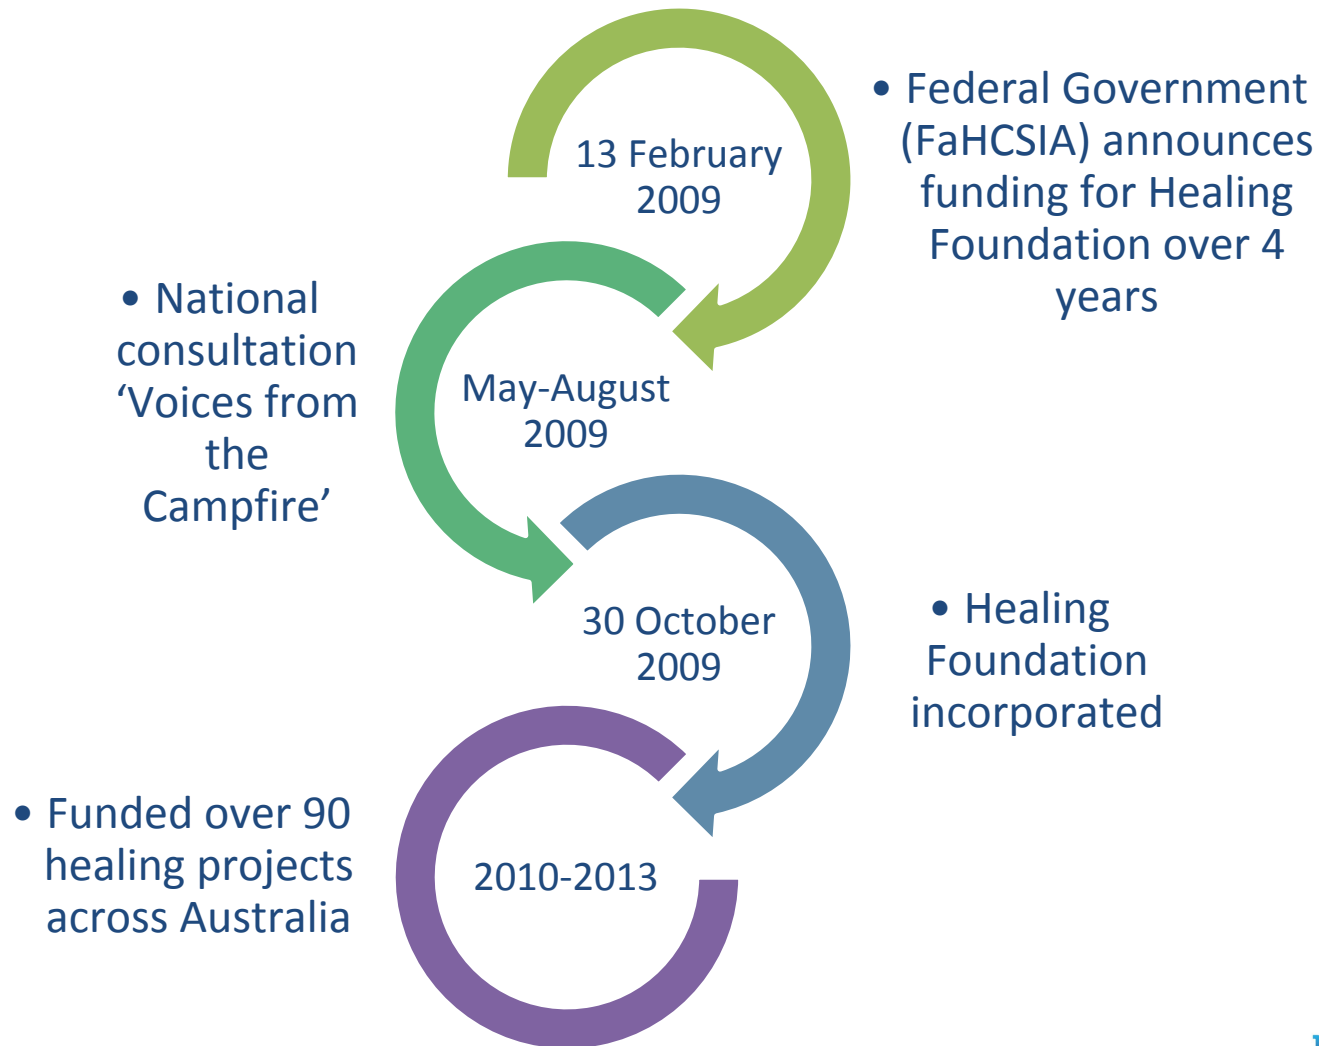 13 February
2009
• Federal Government
(FaHCSIA) announces
funding for Healing
Foundation over 4
years
• National
consultation
‘Voices from
the
Campfire’
May-August
2009
30 October
2009
• Healing
Foundation
incorporated
• Funded over 90
healing projects
across Australia
2010-2013